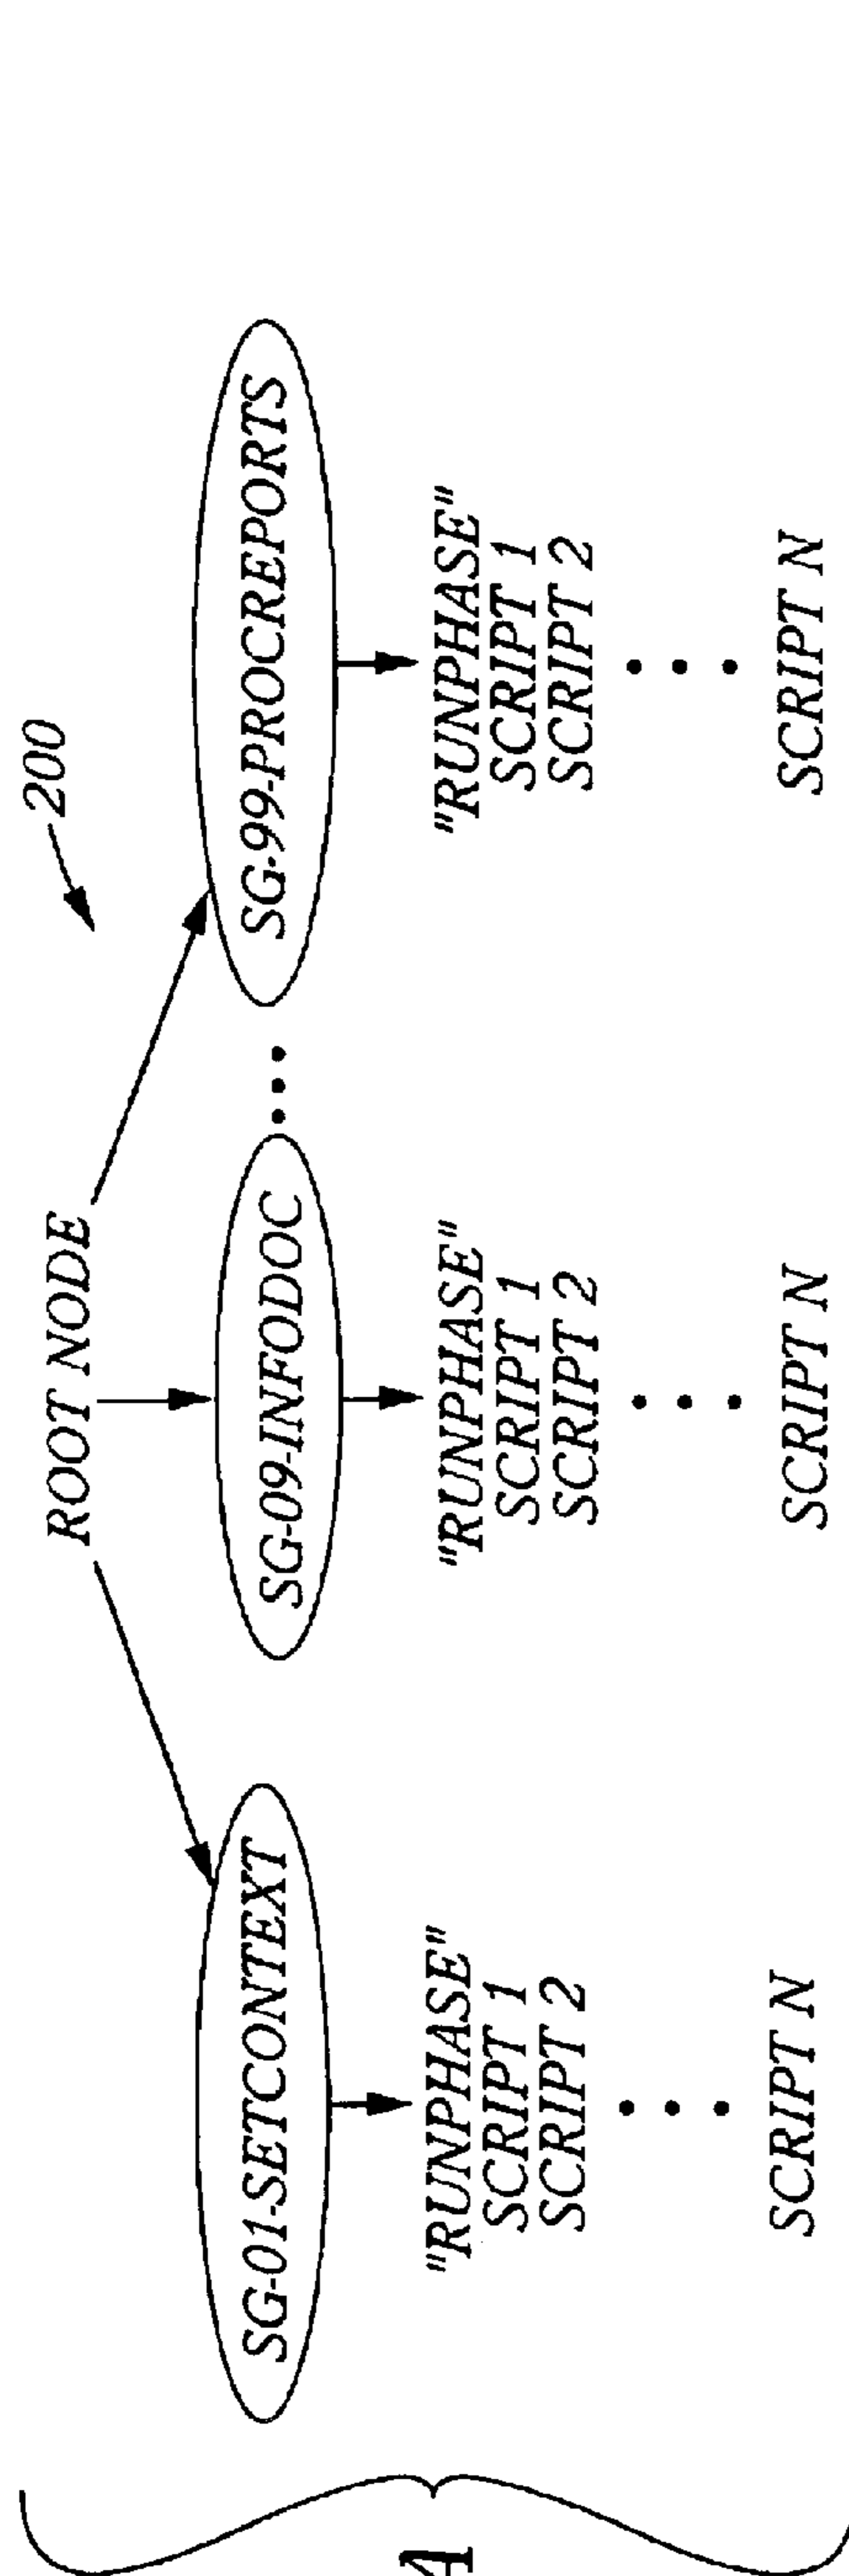 200
ROOT NODE
SG-01-SETCONTEXT
SG-09-INFODOC
...
SG-99-PROCREPORTS
"RUNPHASE"
SCRIPT 1
SCRIPT 2
SCRIPT N
"RUNPHASE"
SCRIPT 1
SCRIPT 2
SCRIPT N
"RUNPHASE"
SCRIPT 1
SCRIPT 2
SCRIPT N
A